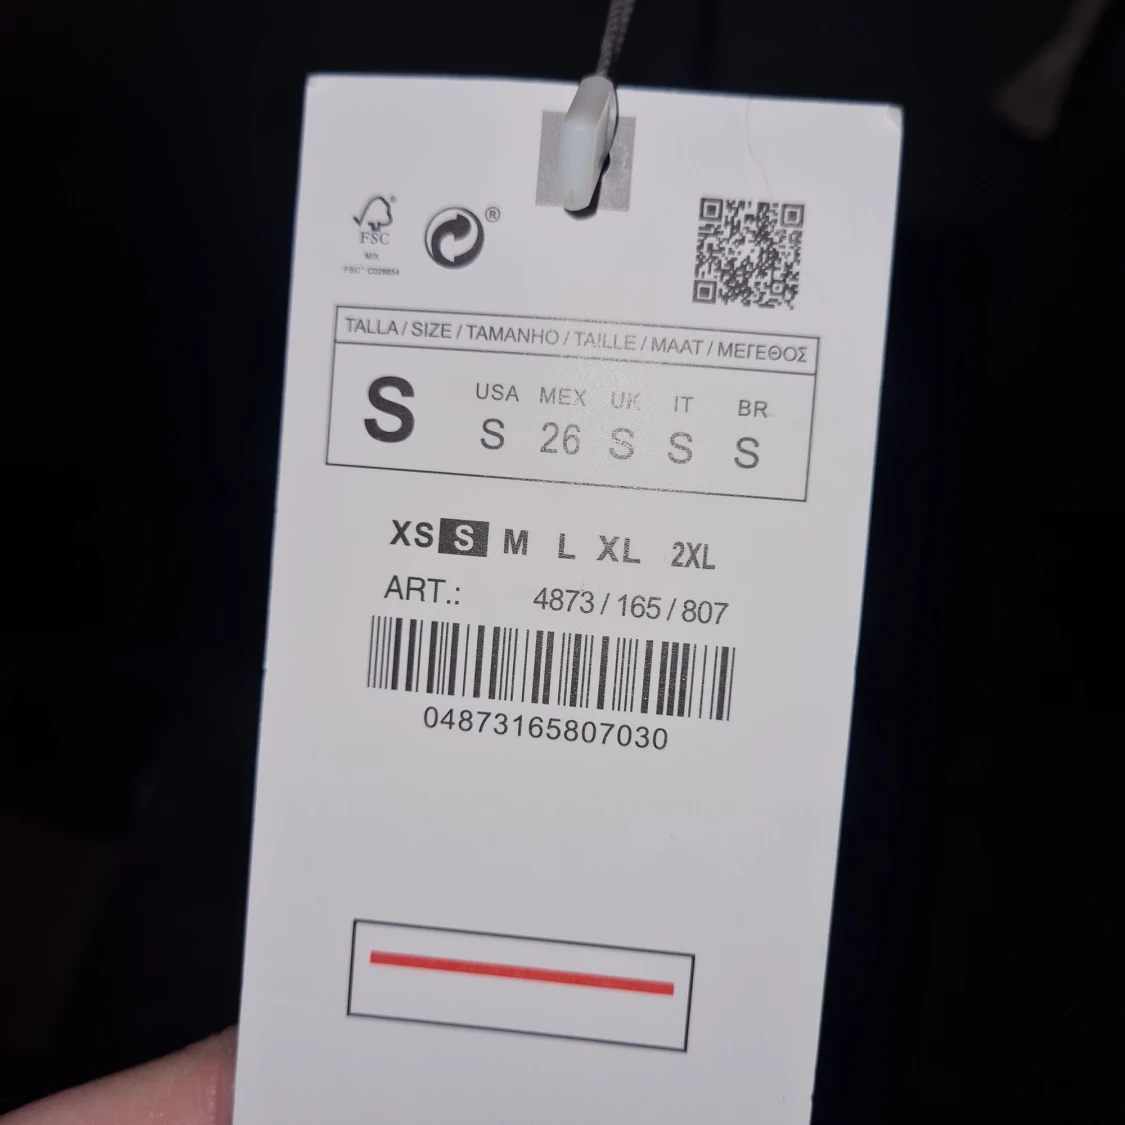 FSC
®
MIX
TALLA / SIZE / TAMANHO / TAILLE / MAAT / ΜΕΓΕΘΟΣ
S
USA MEX UK IT BR
S 26 S S S
XS S M L XL 2XL
ART.: 4873 / 165 / 807
04873165807030